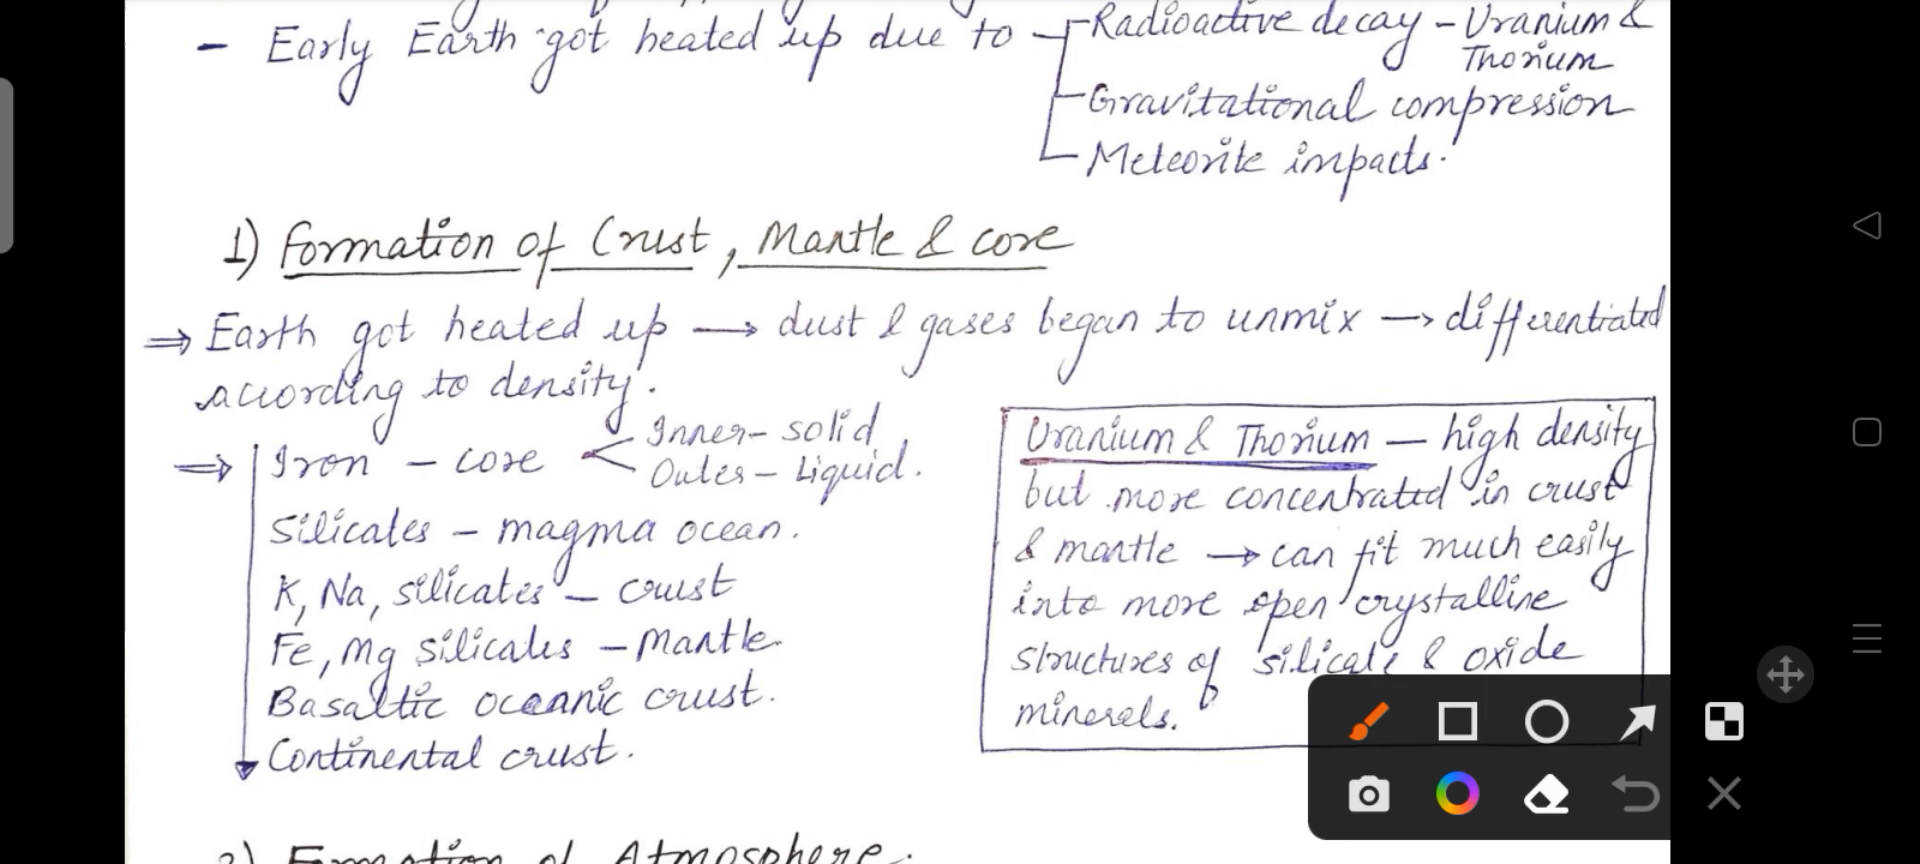 - Early Earth got heated up due to - Radioactive decay - Uranium &
Thorium
- Gravitational compression
- Meteorite impacts.
1) Formation of Crust, Mantle & core
⇒ Earth got heated up → dust & gases began to unmix → differentiated
according to density.
⇒ Iron - core < Inner - solid
Outer - Liquid.
Silicates - magma ocean.
K, Na, silicates - crust
Fe, Mg silicates - Mantle
Basaltic oceanic crust.
Continental crust.
Uranium & Thorium - high density
but more concentrated in crust
& mantle → can fit much easily
into more open crystalline
structures of silicate & oxide
minerals.
2) Formation of Atmosphere.